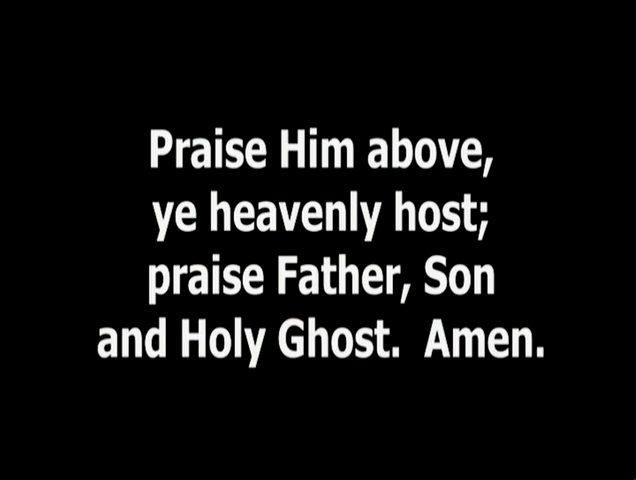 Praise Him above,
ye heavenly host;
praise Father, Son
and Holy Ghost.  Amen.